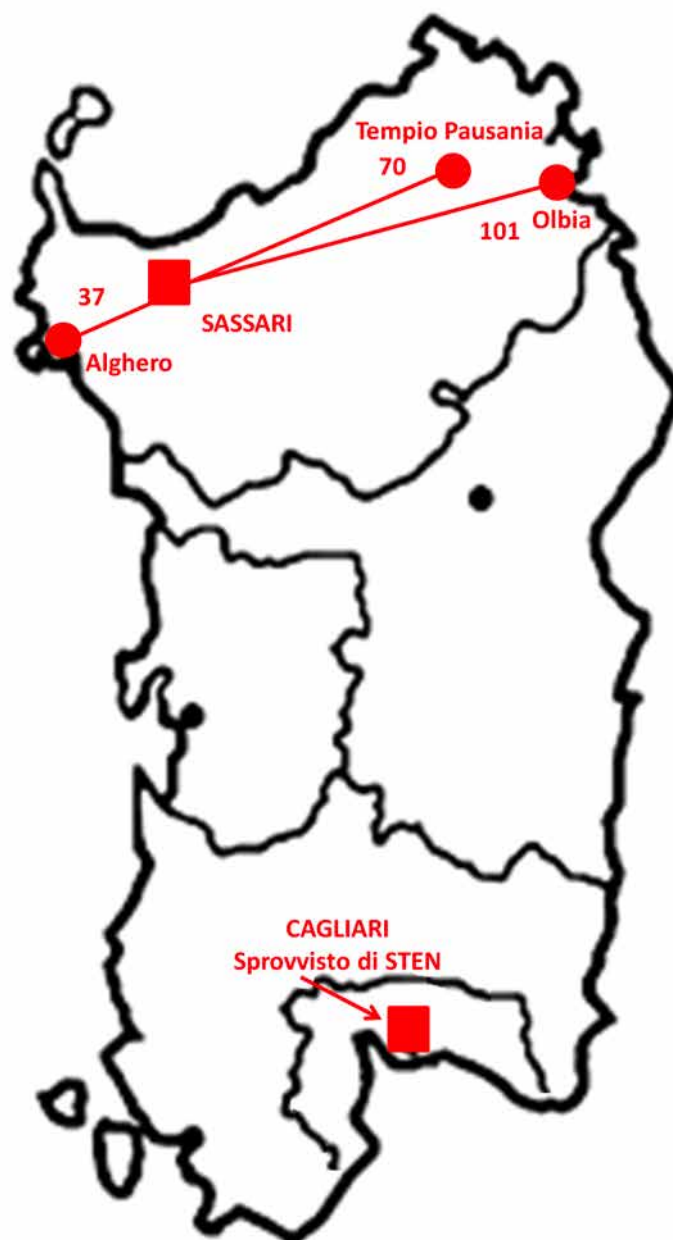 Tempio Pausania
70
101
Olbia
37
SASSARI
Alghero
CAGLIARI
Sprovvisto di STEN